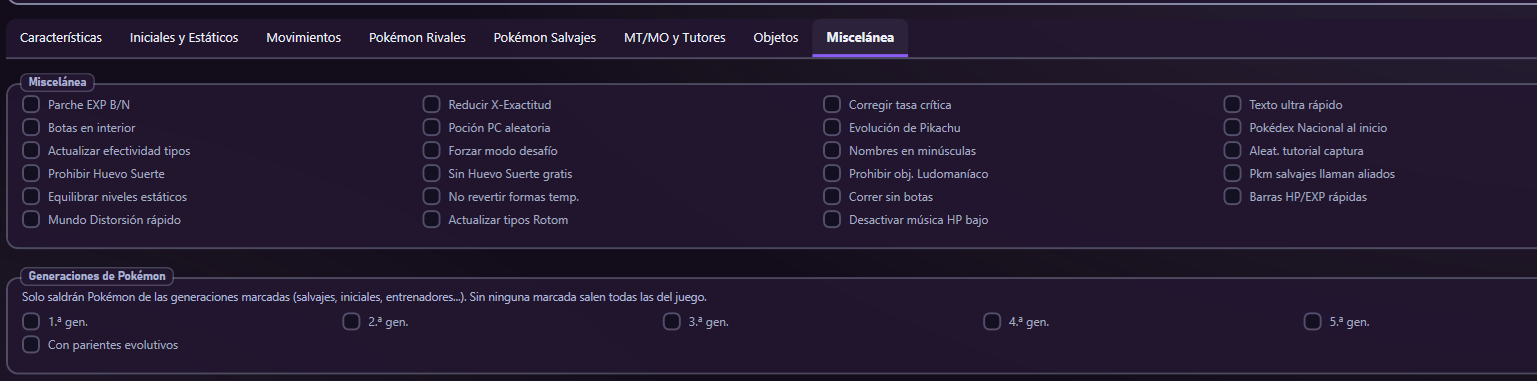 Características Iniciales y Estáticos Movimientos Pokémon Rivales Pokémon Salvajes MT/MO y Tutores Objetos Miscelánea
Miscelánea
Parche EXP B/N Reducir X-Exactitud Corregir tasa crítica Texto ultra rápido
Botas en interior Poción PC aleatoria Evolución de Pikachu Pokédex Nacional al inicio
Actualizar efectividad tipos Forzar modo desafío Nombres en minúsculas Aleat. tutorial captura
Prohibir Huevo Suerte Sin Huevo Suerte gratis Prohibir obj. Ludomaníaco Pkm salvajes llaman aliados
Equilibrar niveles estáticos No revertir formas temp. Correr sin botas Barras HP/EXP rápidas
Mundo Distorsión rápido Actualizar tipos Rotom Desactivar música HP bajo
Generaciones de Pokémon
Solo saldrán Pokémon de las generaciones marcadas (salvajes, iniciales, entrenadores...). Sin ninguna marcada salen todas las del juego.
1.ª gen. 2.ª gen. 3.ª gen. 4.ª gen. 5.ª gen.
Con parientes evolutivos